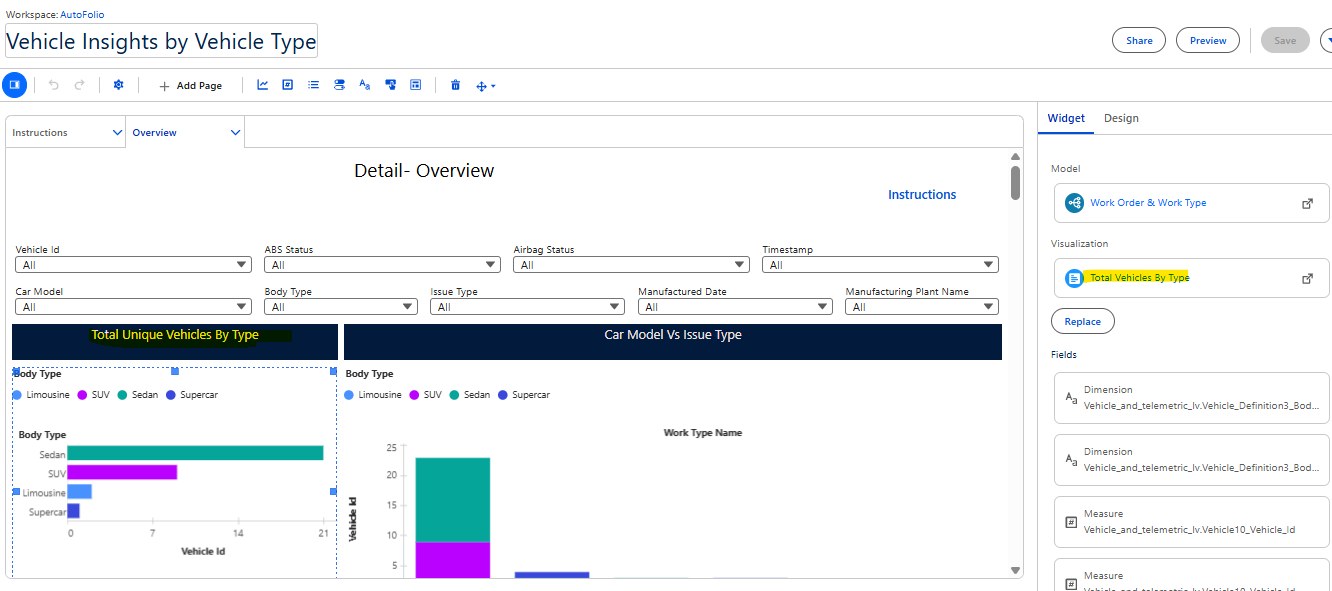 Workspace: AutoFolio
Vehicle Insights by Vehicle Type
Share Preview Save
Add Page
Widget Design
Instructions Overview
Detail- Overview
Instructions
Model
Work Order & Work Type
Visualization
Total Vehicles By Type
Replace
Fields
Dimension
Vehicle_and_telemetric_lv.Vehicle_Definition3_Bod...
Dimension
Vehicle_and_telemetric_lv.Vehicle_Definition3_Bod...
Measure
Vehicle_and_telemetric_lv.Vehicle10_Vehicle_Id
Measure
Vehicle_and_telemetric_lv.Vehicle10_Vehicle_Id
Vehicle Id ABS Status Airbag Status Timestamp
All All All All
Car Model Body Type Issue Type Manufactured Date Manufacturing Plant Name
All All All All All
Total Unique Vehicles By Type Car Model Vs Issue Type
Body Type
Limousine SUV Sedan Supercar
Body Type
Sedan
SUV
Limousine
Supercar
0 7 14 21
Vehicle Id
Body Type
Limousine SUV Sedan Supercar
Work Type Name
25
20
15
10
5
Vehicle Id